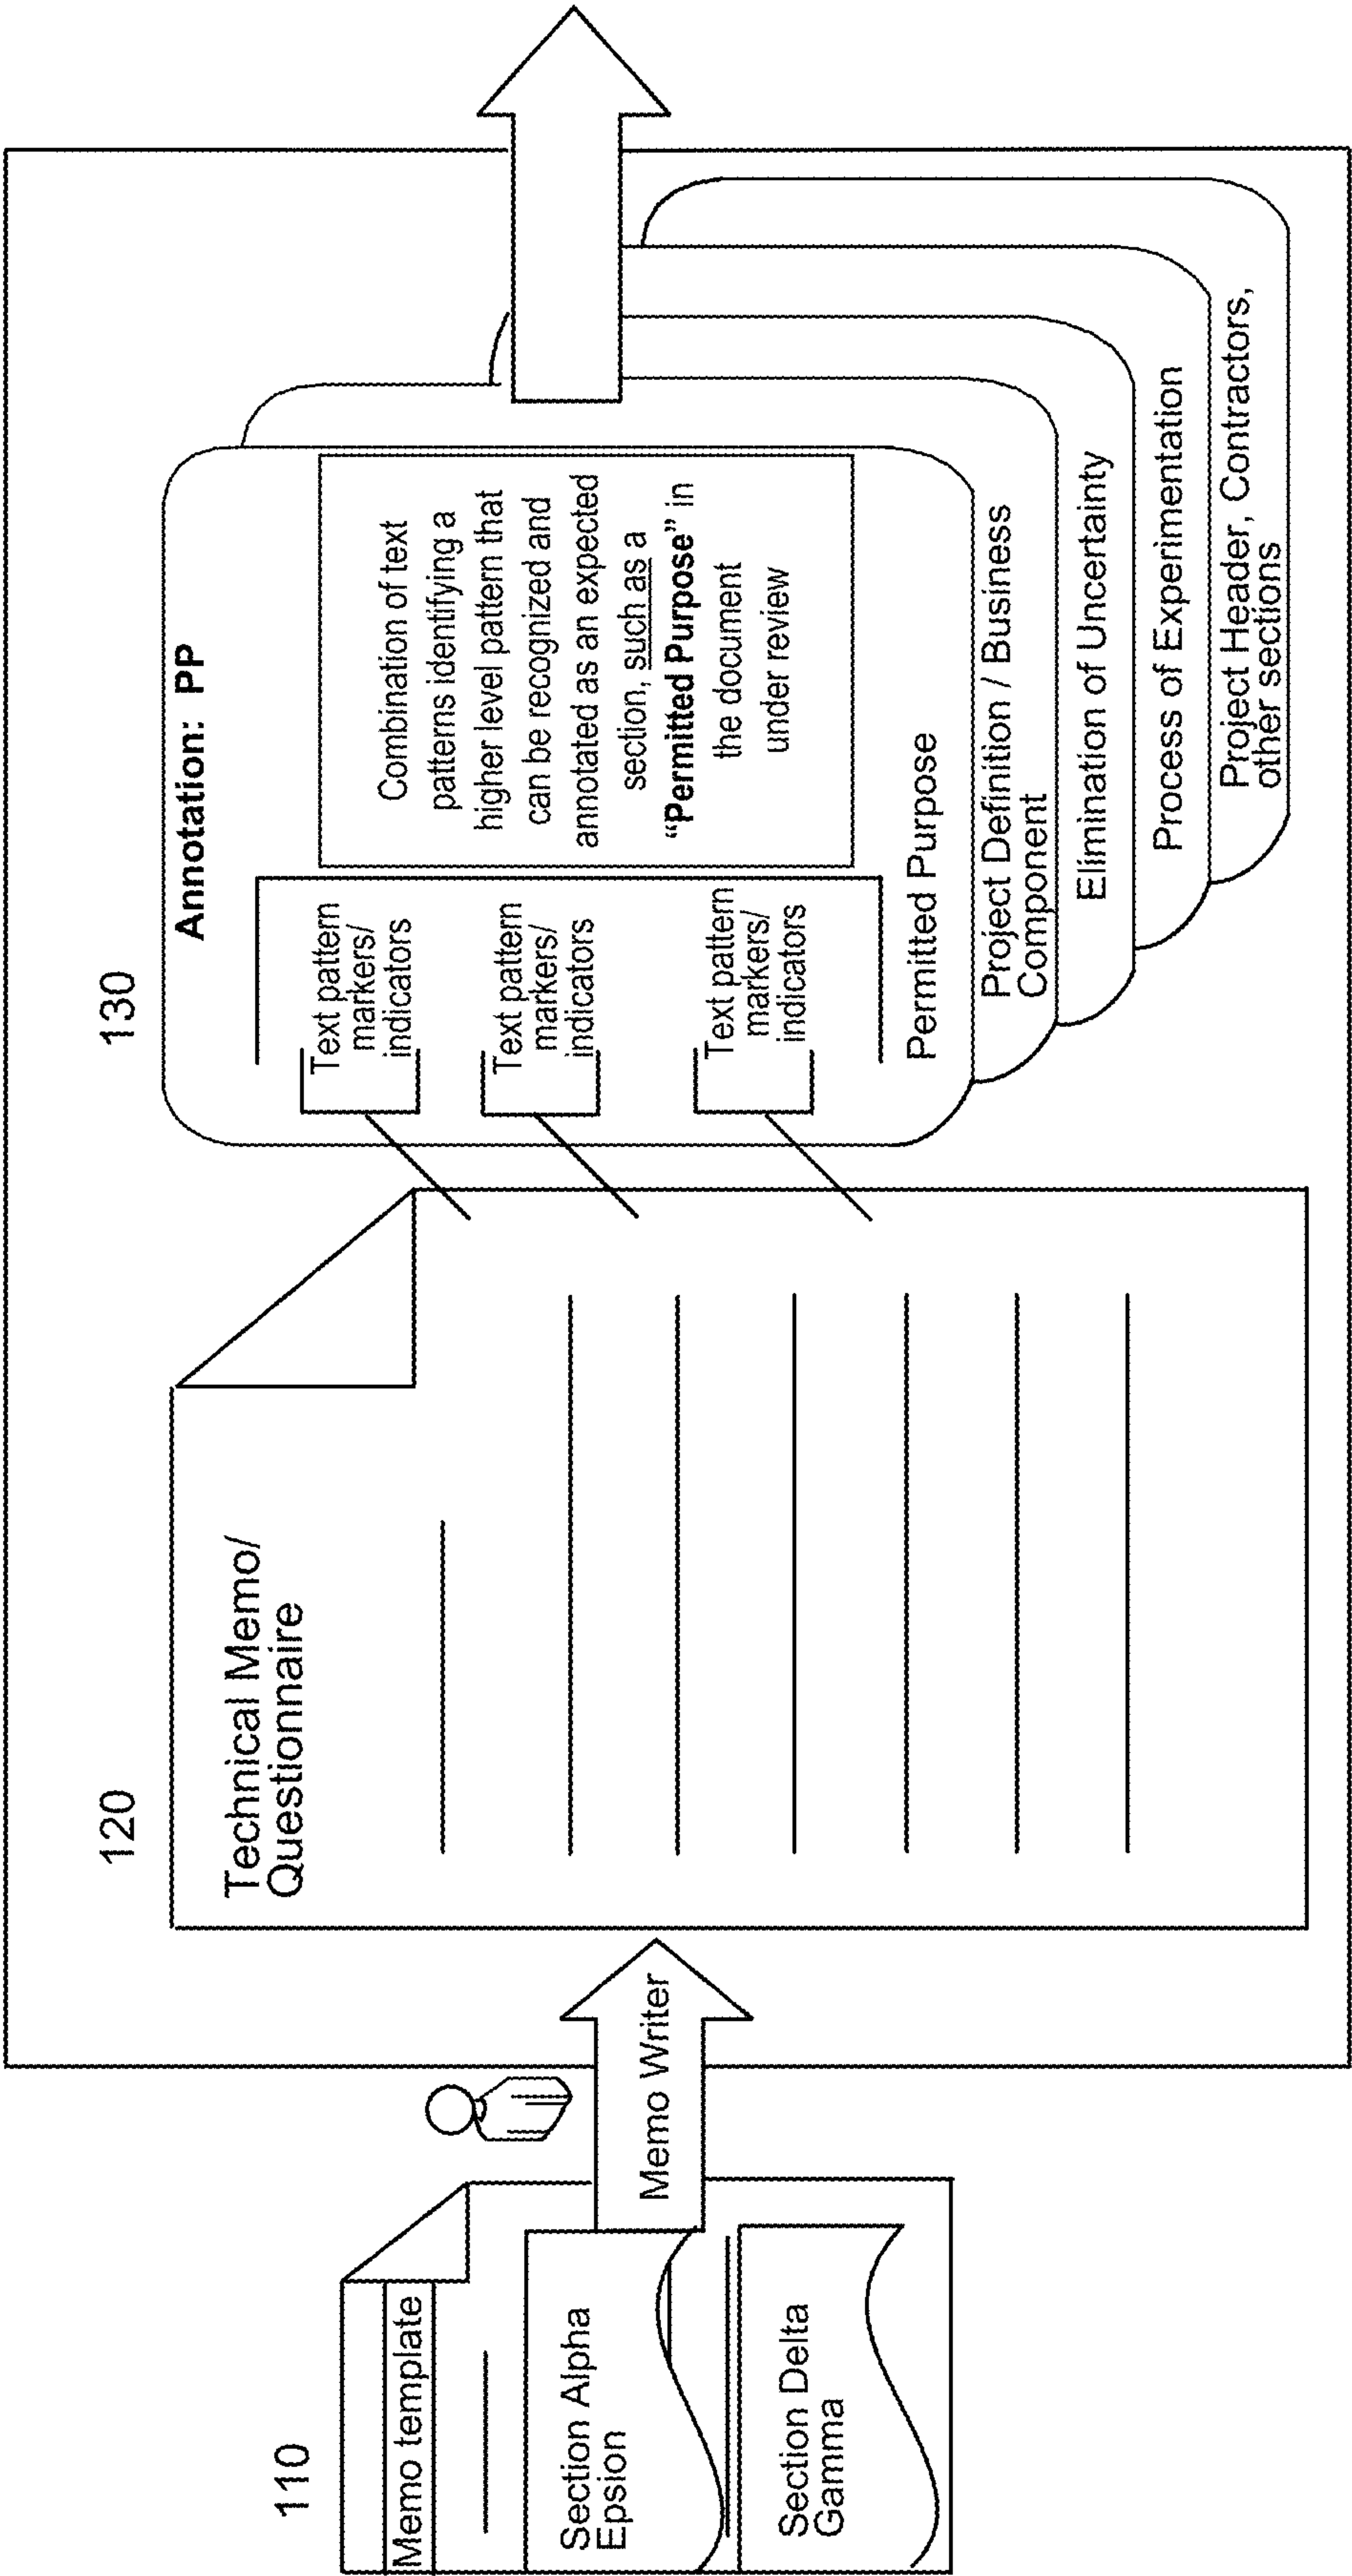 110
Memo template
Section Alpha
Epsion
Section Delta
Gamma
Memo Writer
120
Technical Memo/
Questionnaire
130
Annotation: PP
Text pattern
markers/
indicators
Text pattern
markers/
indicators
Text pattern
markers/
indicators
Combination of text
patterns identifying a
higher level pattern that
can be recognized and
annotated as an expected
section, such as a
“Permitted Purpose” in
the document
under review
Permitted Purpose
Project Definition / Business
Component
Elimination of Uncertainty
Process of Experimentation
Project Header, Contractors,
other sections